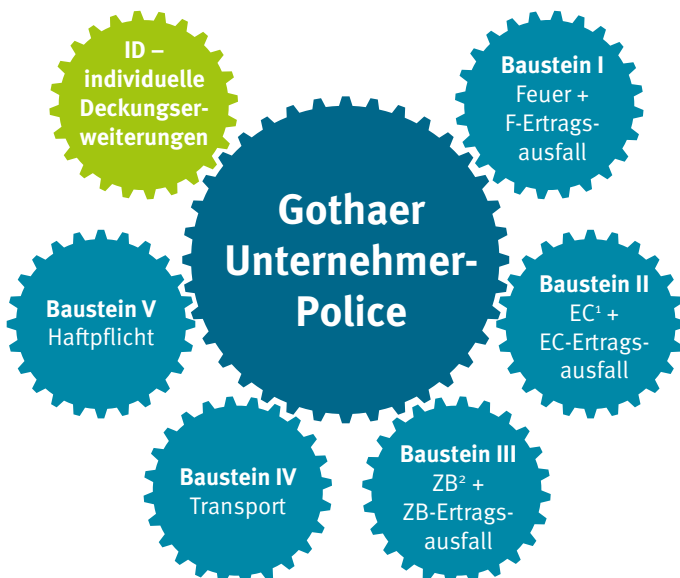 ID –
individuelle
Deckungser-
weiterungen
Baustein I
Feuer +
F-Ertrags-
ausfall
Gothaer
Unternehmer-
Police
Baustein II
EC¹ +
EC-Ertrags-
ausfall
Baustein V
Haftpflicht
Baustein III
ZB² +
ZB-Ertrags-
ausfall
Baustein IV
Transport